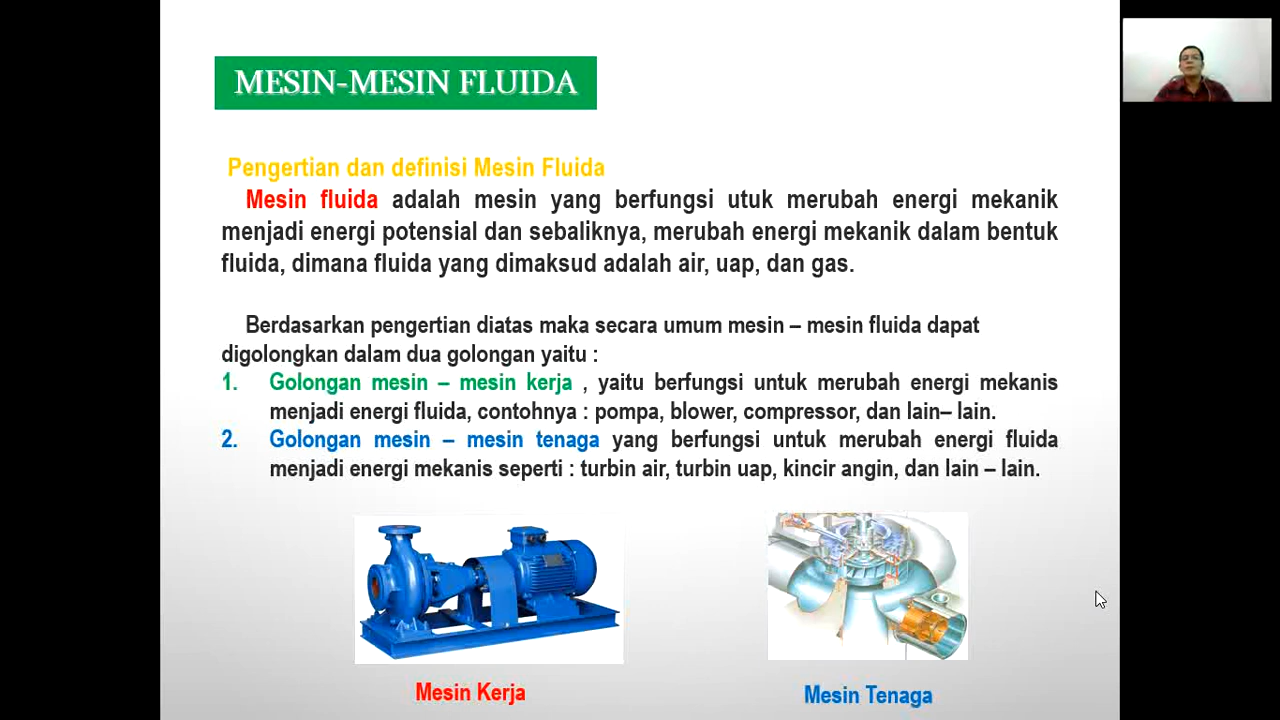 MESIN-MESIN FLUIDA
Pengertian dan definisi Mesin Fluida
Mesin fluida adalah mesin yang berfungsi utuk merubah energi mekanik
menjadi energi potensial dan sebaliknya, merubah energi mekanik dalam bentuk
fluida, dimana fluida yang dimaksud adalah air, uap, dan gas.
Berdasarkan pengertian diatas maka secara umum mesin – mesin fluida dapat
digolongkan dalam dua golongan yaitu :
1. Golongan mesin – mesin kerja , yaitu berfungsi untuk merubah energi mekanis
menjadi energi fluida, contohnya : pompa, blower, compressor, dan lain– lain.
2. Golongan mesin – mesin tenaga yang berfungsi untuk merubah energi fluida
menjadi energi mekanis seperti : turbin air, turbin uap, kincir angin, dan lain – lain.
Mesin Kerja
Mesin Tenaga